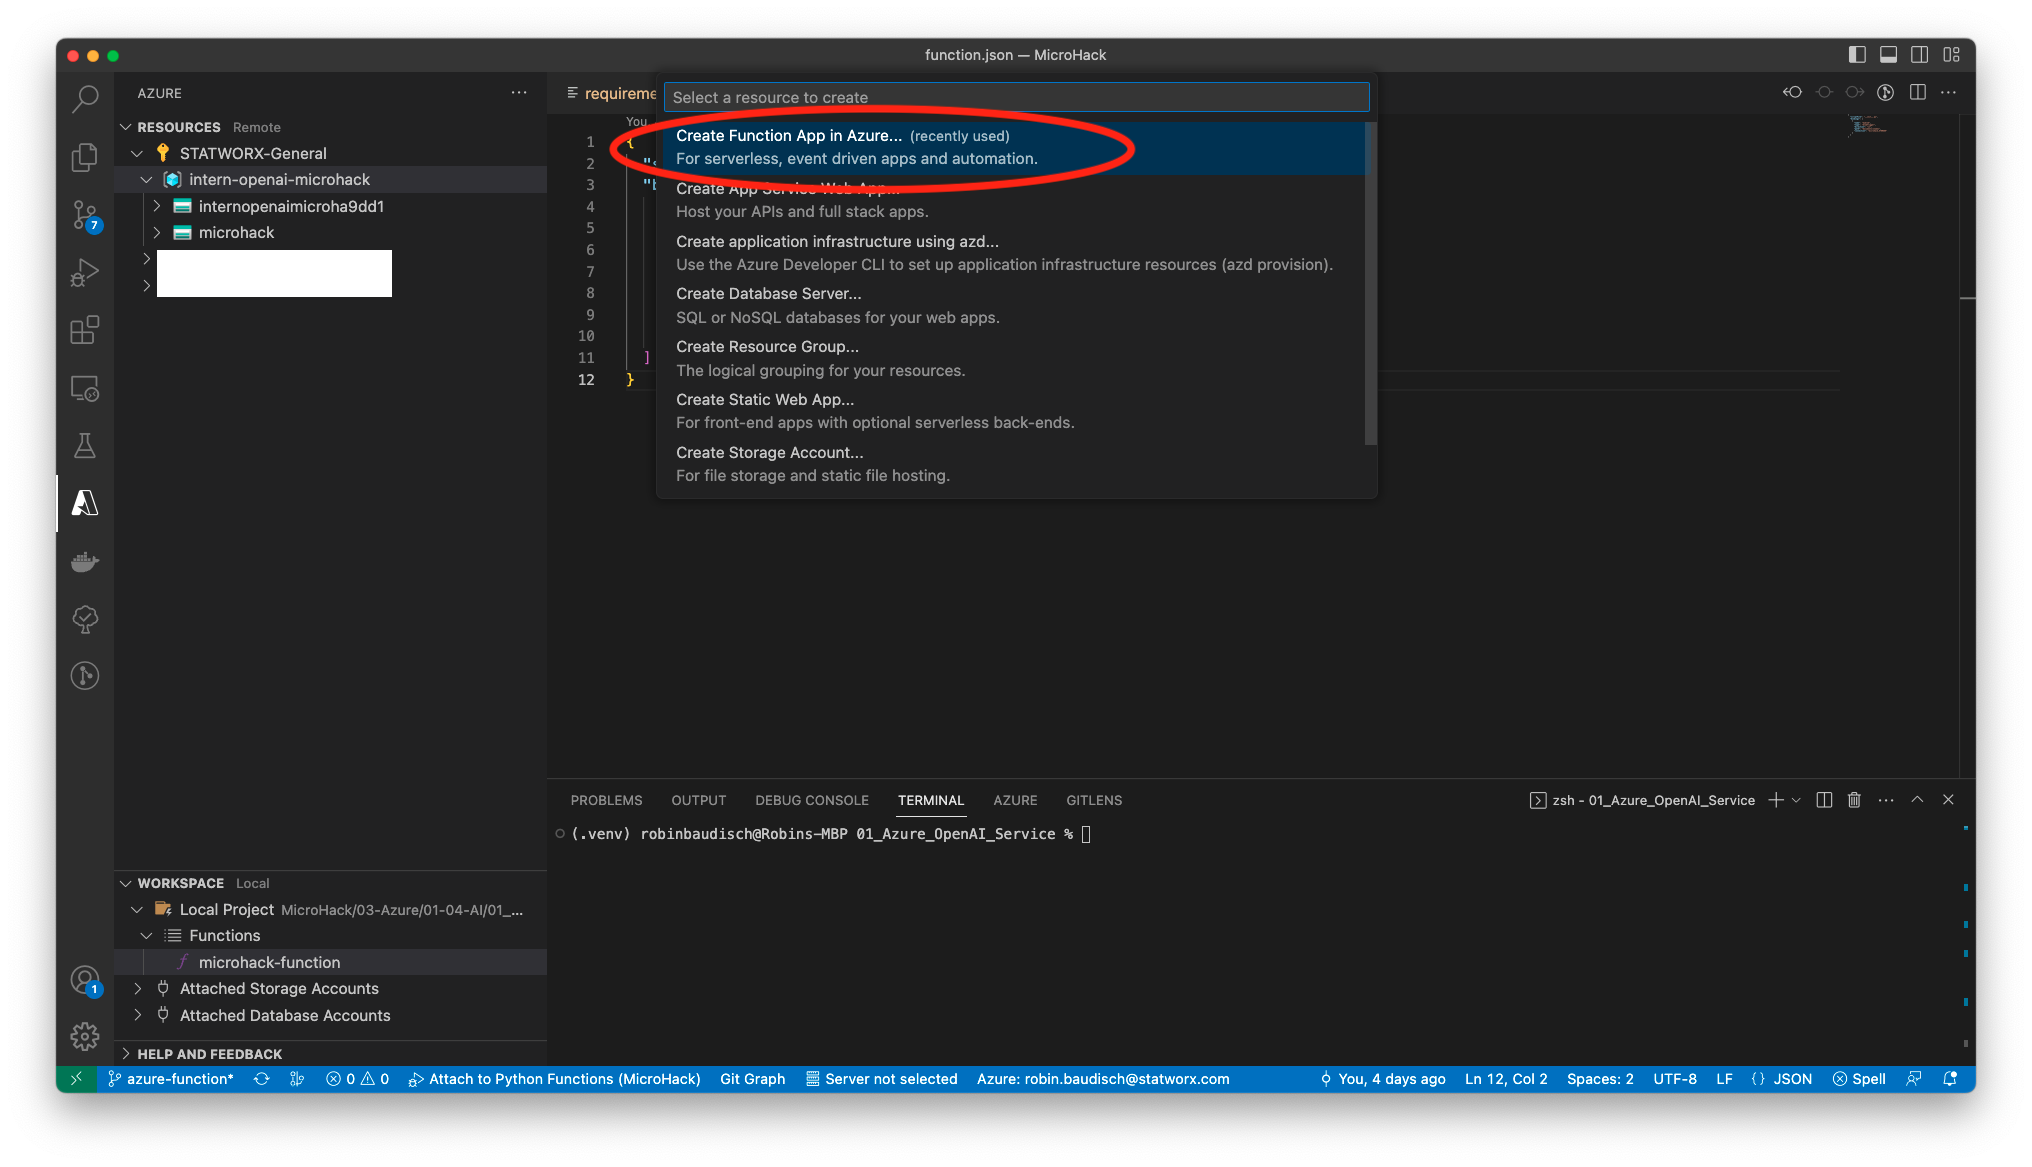 function.json — MicroHack
AZURE
RESOURCES Remote
STATWORX-General
intern-openai-microhack
internopenaimicroha9dd1
microhack
7
requireme
You
Select a resource to create
Create Function App in Azure... (recently used)
For serverless, event driven apps and automation.
Create App Service Web App...
Host your APIs and full stack apps.
Create application infrastructure using azd...
Use the Azure Developer CLI to set up application infrastructure resources (azd provision).
Create Database Server...
SQL or NoSQL databases for your web apps.
Create Resource Group...
The logical grouping for your resources.
Create Static Web App...
For front-end apps with optional serverless back-ends.
Create Storage Account...
For file storage and static file hosting.
1 {
2
3 "b
4
5
6
7
8
9
10
11 ]
12 }
PROBLEMS OUTPUT DEBUG CONSOLE TERMINAL AZURE GITLENS
zsh - 01_Azure_OpenAI_Service
(.venv) robinbaudisch@Robins-MBP 01_Azure_OpenAI_Service %
WORKSPACE Local
Local Project MicroHack/03-Azure/01-04-AI/01_...
Functions
microhack-function
Attached Storage Accounts
Attached Database Accounts
1
HELP AND FEEDBACK
azure-function* 0 0 Attach to Python Functions (MicroHack) Git Graph Server not selected Azure: robin.baudisch@statworx.com You, 4 days ago Ln 12, Col 2 Spaces: 2 UTF-8 LF {} JSON Spell